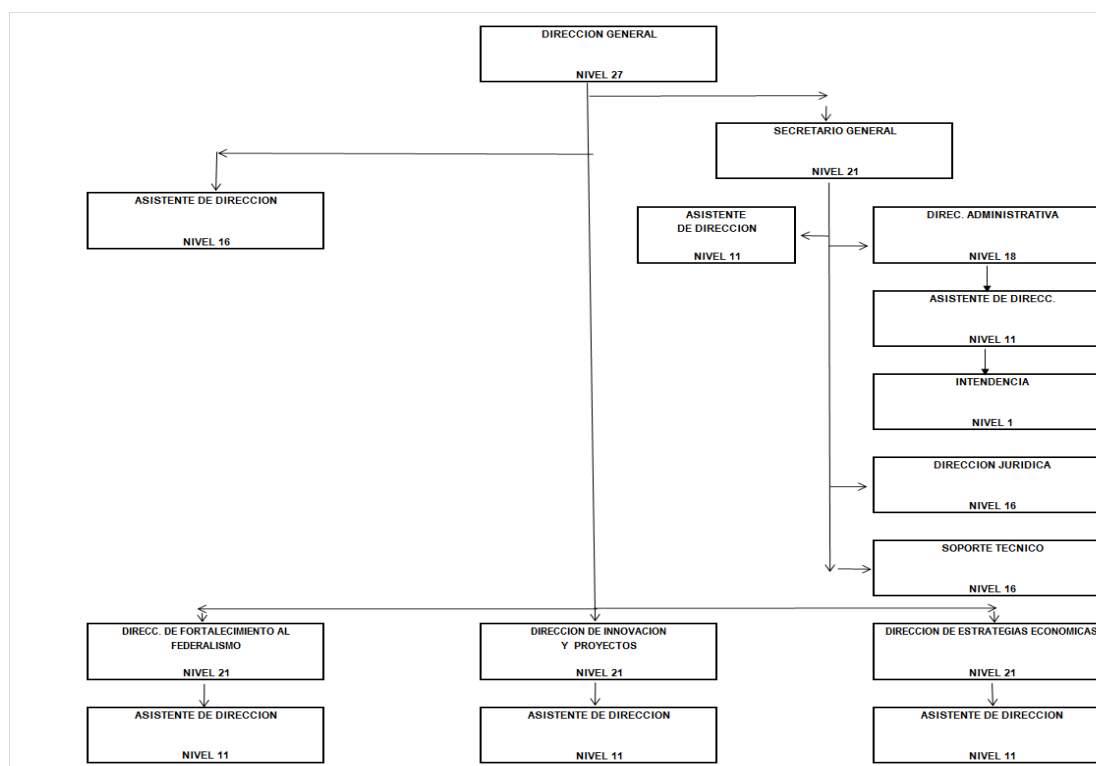 DIRECCION GENERAL
NIVEL 27
SECRETARIO GENERAL
NIVEL 21
ASISTENTE DE DIRECCION
NIVEL 16
ASISTENTE
DE DIRECCION
NIVEL 11
DIREC. ADMINISTRATIVA
NIVEL 18
ASISTENTE DE DIRECC.
NIVEL 11
INTENDENCIA
NIVEL 1
DIRECCION JURIDICA
NIVEL 16
SOPORTE TECNICO
NIVEL 16
DIRECC. DE FORTALECIMIENTO AL
FEDERALISMO
NIVEL 21
DIRECCION DE INNOVACION
Y PROYECTOS
NIVEL 21
DIRECCION DE ESTRATEGIAS ECONOMICAS
NIVEL 21
ASISTENTE DE DIRECCION
NIVEL 11
ASISTENTE DE DIRECCION
NIVEL 11
ASISTENTE DE DIRECCION
NIVEL 11